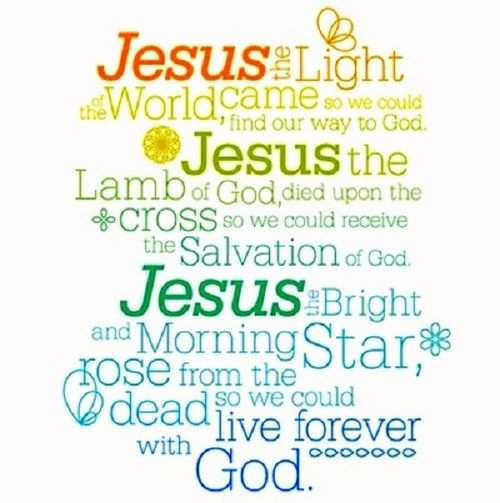 Jesus the Light
of the World, came so we could
find our way to God.
Jesus the
Lamb of God, died upon the
cross so we could receive
the Salvation of God.
Jesus the Bright
and Morning Star,
rose from the
dead so we could
live forever
with God.